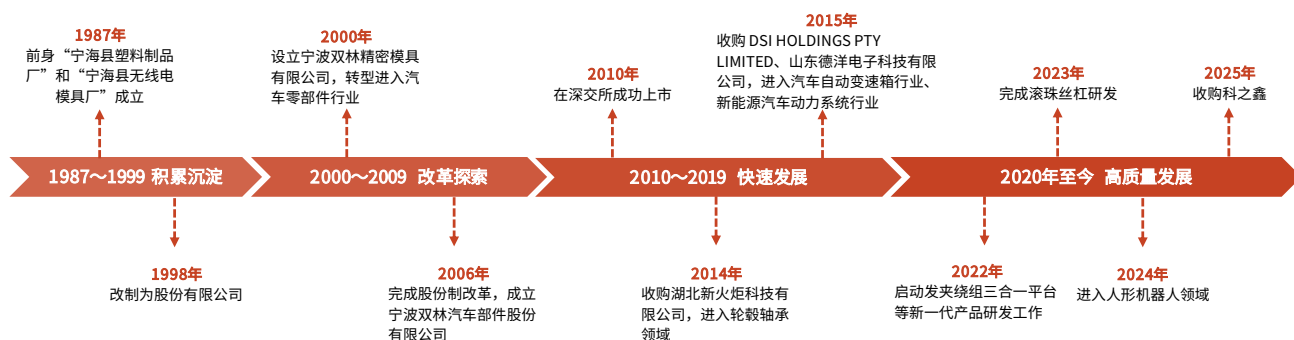 1987年
前身“宁海县塑料制品
厂”和“宁海县无线电
模具厂”成立
2000年
设立宁波双林精密模具
有限公司，转型进入汽
车零部件行业
2010年
在深交所成功上市
2015年
收购 DSI HOLDINGS PTY
LIMITED、山东德洋电子科技有限
公司，进入汽车自动变速箱行业、
新能源汽车动力系统行业
2023年
完成滚珠丝杠研发
2025年
收购科之鑫
1987～1999 积累沉淀
2000～2009 改革探索
2010～2019 快速发展
2020年至今 高质量发展
1998年
改制为股份有限公司
2006年
完成股份制改革，成立
宁波双林汽车部件股份
有限公司
2014年
收购湖北新火炬科技有
限公司，进入轮毂轴承
领域
2022年
启动发夹绕组三合一平台
等新一代产品研发工作
2024年
进入人形机器人领域